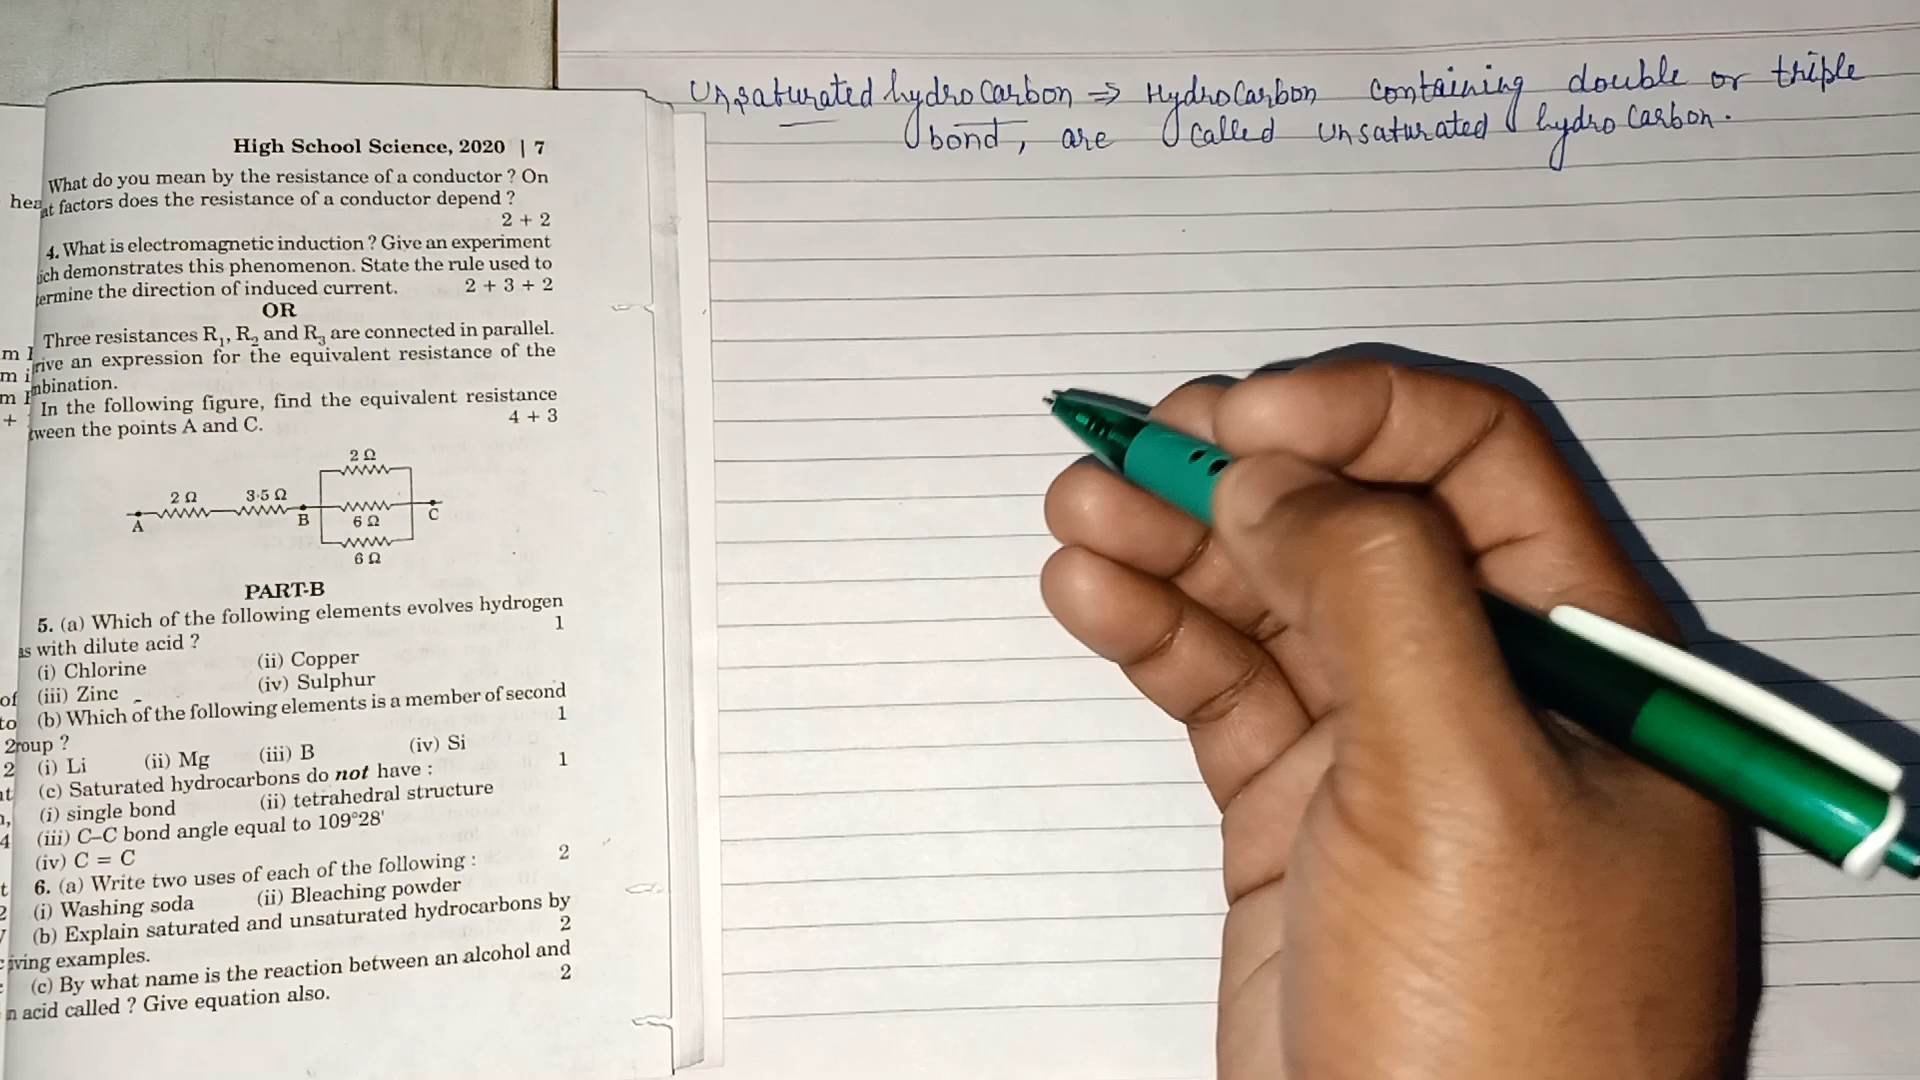 High School Science, 2020 | 7
What do you mean by the resistance of a conductor ? On
hea
at factors does the resistance of a conductor depend ?
2 + 2
4. What is electromagnetic induction ? Give an experiment
ich demonstrates this phenomenon. State the rule used to
termine the direction of induced current. 2 + 3 + 2
OR
Three resistances R1, R2 and R3 are connected in parallel.
rive an expression for the equivalent resistance of the
mbination.
In the following figure, find the equivalent resistance
tween the points A and C. 4 + 3
2 Ω
2 Ω 3·5 Ω
A B 6 Ω C
6 Ω
PART-B
5. (a) Which of the following elements evolves hydrogen
as with dilute acid ? 1
(i) Chlorine (ii) Copper
(iii) Zinc (iv) Sulphur
(b) Which of the following elements is a member of second
roup ? 1
(i) Li (ii) Mg (iii) B (iv) Si
(c) Saturated hydrocarbons do not have : 1
(i) single bond (ii) tetrahedral structure
(iii) C–C bond angle equal to 109°28'
(iv) C = C
6. (a) Write two uses of each of the following : 2
(i) Washing soda (ii) Bleaching powder
(b) Explain saturated and unsaturated hydrocarbons by
iving examples. 2
(c) By what name is the reaction between an alcohol and
n acid called ? Give equation also. 2
Unsaturated hydrocarbon ⇒ Hydrocarbon containing double or triple
bond, are called unsaturated hydrocarbon.